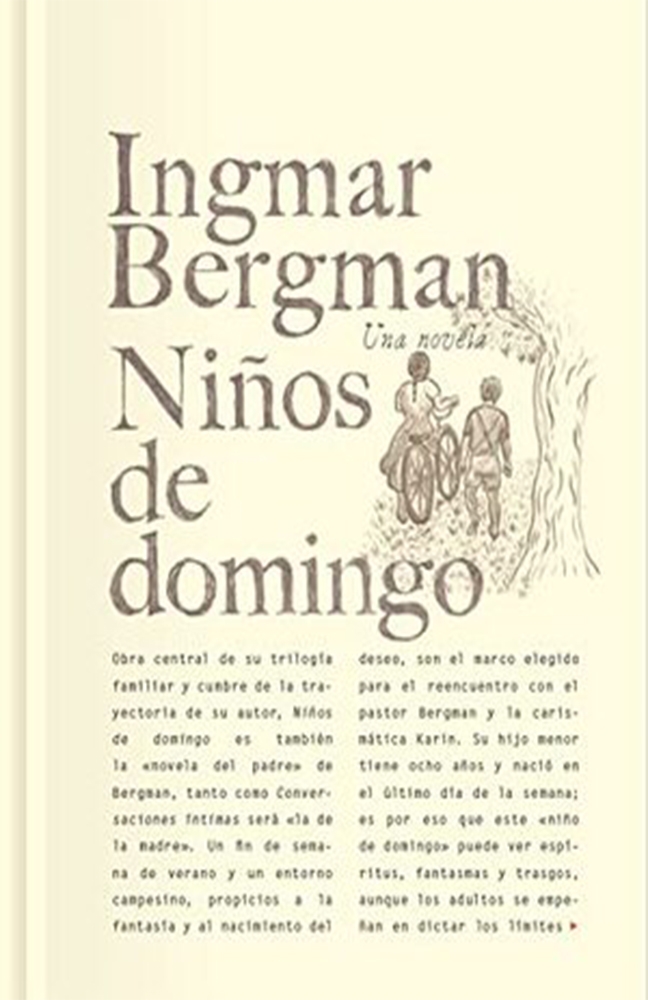 Ingmar
Bergman
Una novela
Niños
de
domingo
Obra central de su trilogía
familiar y cumbre de la tra-
yectoria de su autor, Niños
de domingo es también
la «novela del padre» de
Bergman, tanto como Conver-
saciones íntimas será «la de
la madre». Un fin de sema-
na de verano y un entorno
campesino, propicios a la
fantasía y al nacimiento del
deseo, son el marco elegido
para el reencuentro con el
pastor Bergman y la caris-
mática Karin. Su hijo menor
tiene ocho años y nació en
el último día de la semana;
es por eso que este «niño
de domingo» puede ver espí-
ritus, fantasmas y trasgos,
aunque los adultos se empe-
ñan en dictar los límites